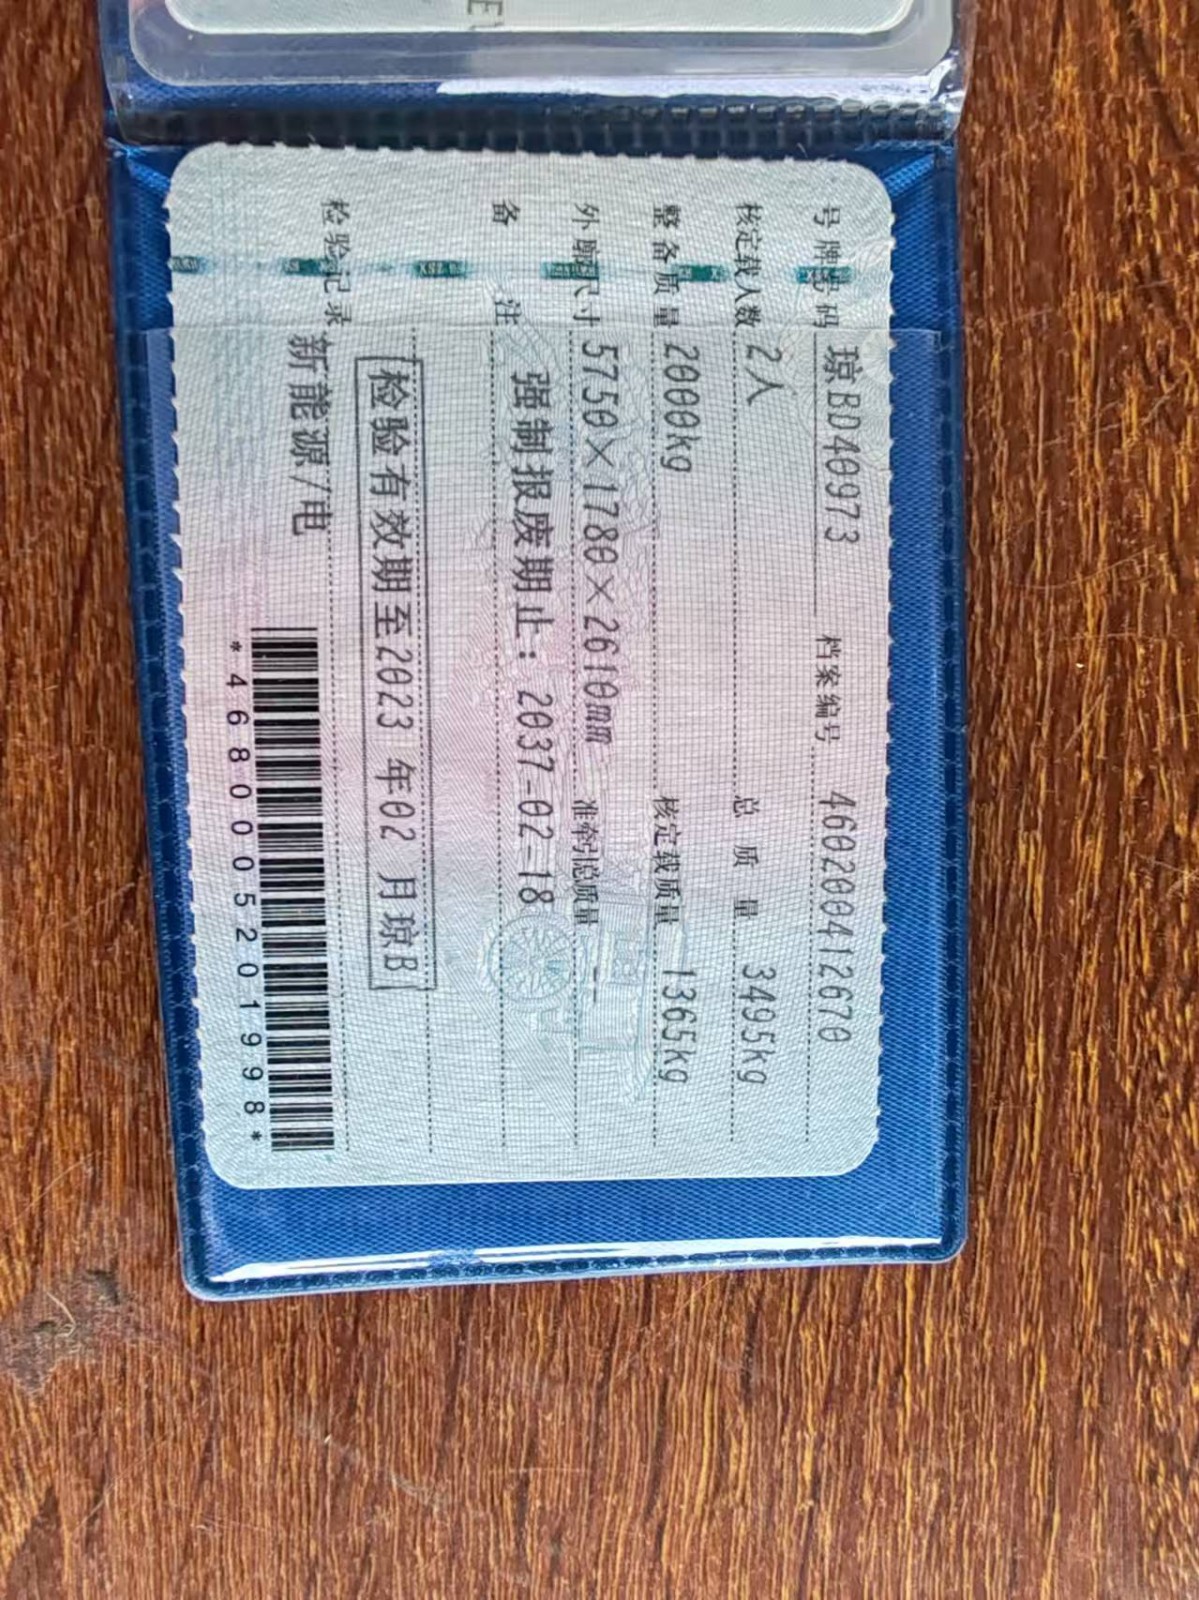 号牌号码 琼BD40973 档案编号 460200412670
核定载人数 2人 总质量 3495kg
整备质量 2000kg 核定载质量 1365kg
外廓尺寸 5750×1780×2610mm 准牵引总质量 --
备注 强制报废期止：2037-02-18
检验有效期至2023年02月琼B
检验记录
新能源/电
*4680005201998*